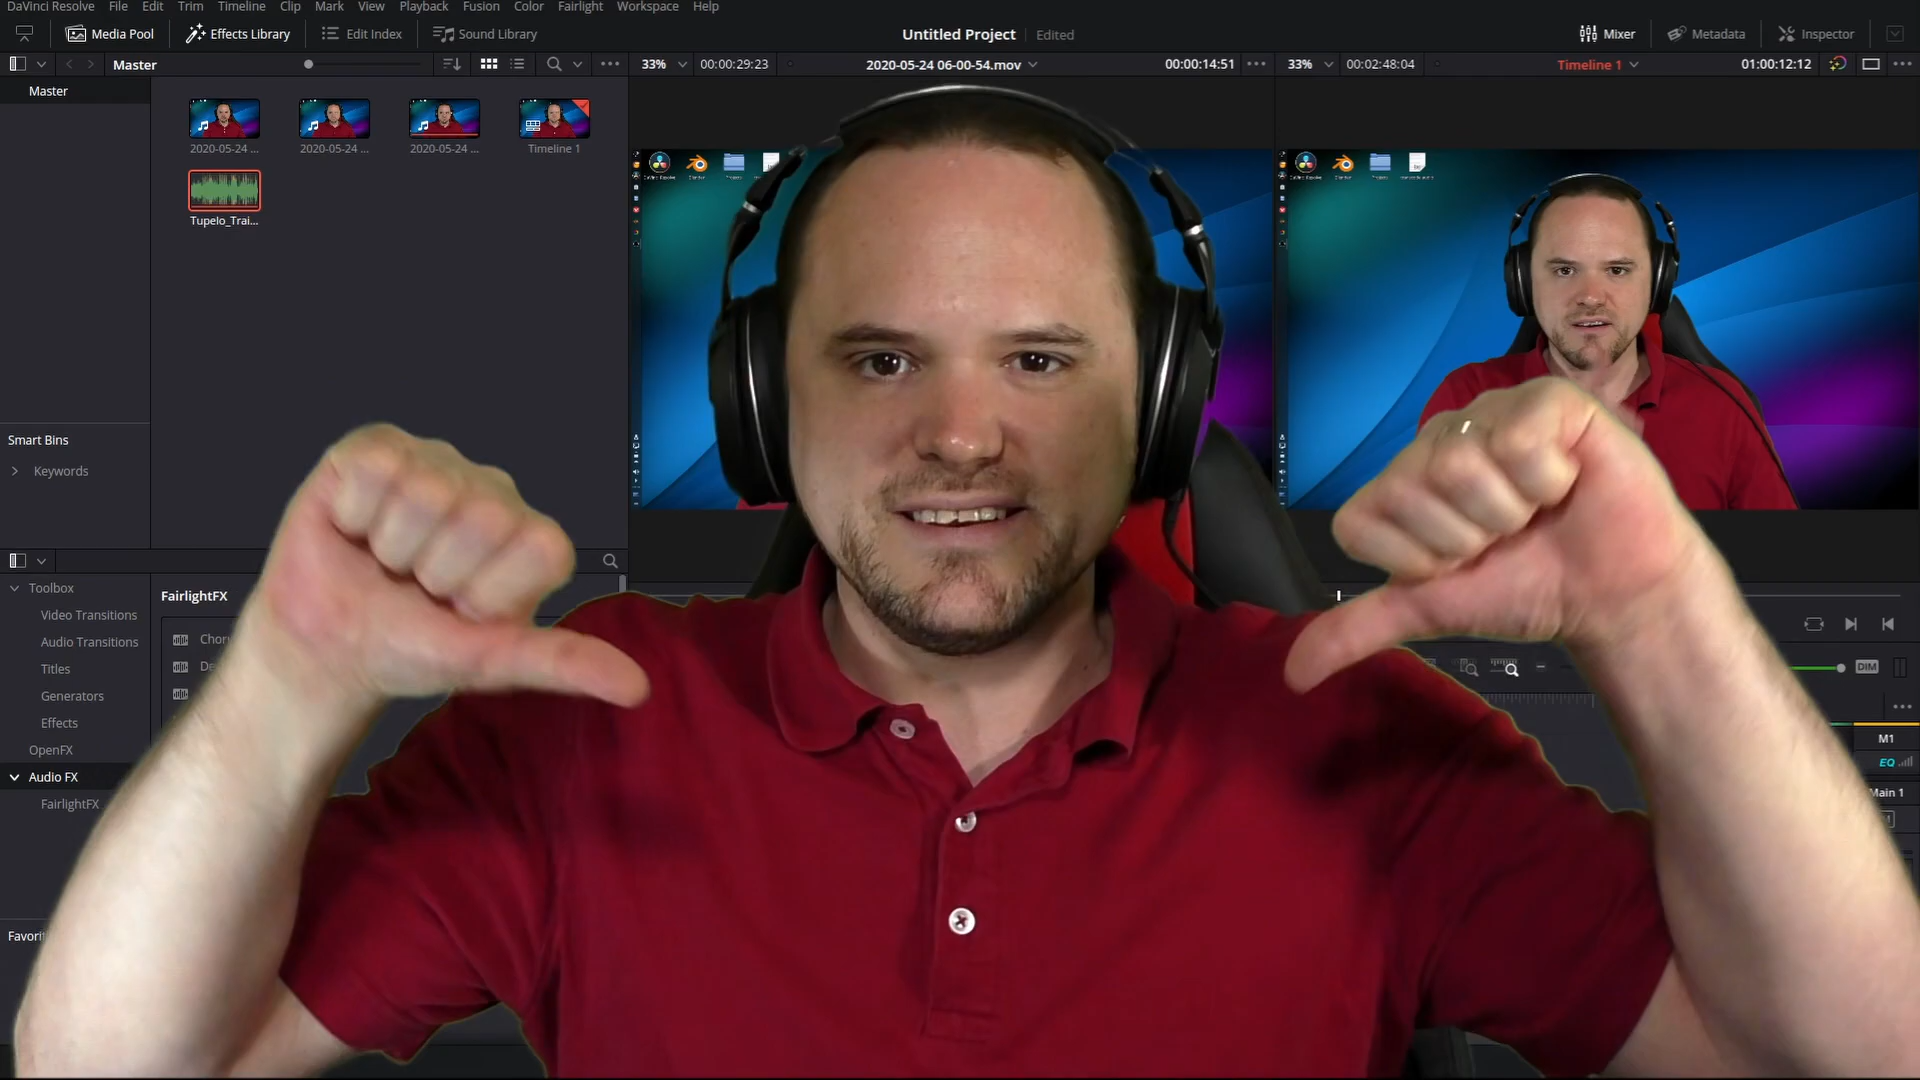 DaVinci Resolve File Edit Trim Timeline Clip Mark View Playback Fusion Color Fairlight Workspace Help
Media Pool Effects Library Edit Index Sound Library Untitled Project Edited Mixer Metadata Inspector
Master 33% 00:00:29:23 2020-05-24 06-00-54.mov 00:00:14:51 33% 00:02:48:04 Timeline 1 01:00:12:12
Master
2020-05-24 ... 2020-05-24 ... 2020-05-24 ... Timeline 1
Tupelo_Trai...
Smart Bins
Keywords
Toolbox
FairlightFX
Video Transitions
Chor
Audio Transitions
De
Titles
DIM
Generators
Effects
M1
OpenFX
EQ
Audio FX
Main 1
FairlightFX
Favori